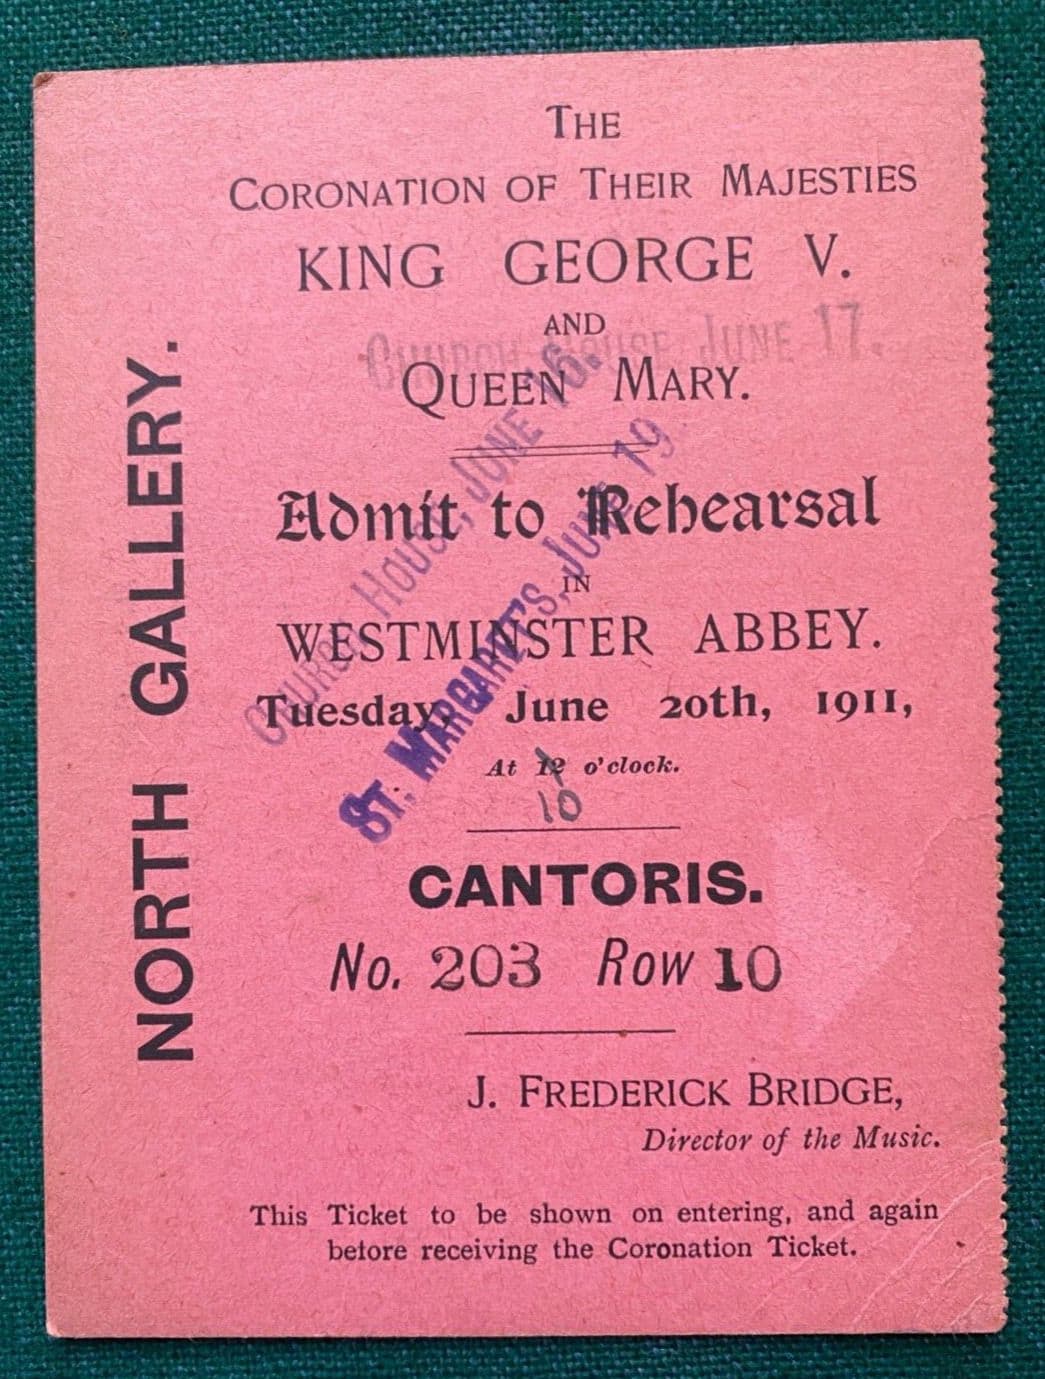 THE
CORONATION OF THEIR MAJESTIES
KING GEORGE V.
AND
CHURCH HOUSE JUNE 17.
QUEEN MARY.
CHURCH HOUSE, JUNE 16.
ST. MARGARET'S, JUNE 19
Admit to Rehearsal
IN
WESTMINSTER ABBEY.
Tuesday, June 20th, 1911,
At 12 o'clock.
10
CANTORIS.
No. 203 Row 10
J. FREDERICK BRIDGE,
Director of the Music.
This Ticket to be shown on entering, and again
before receiving the Coronation Ticket.
NORTH GALLERY.